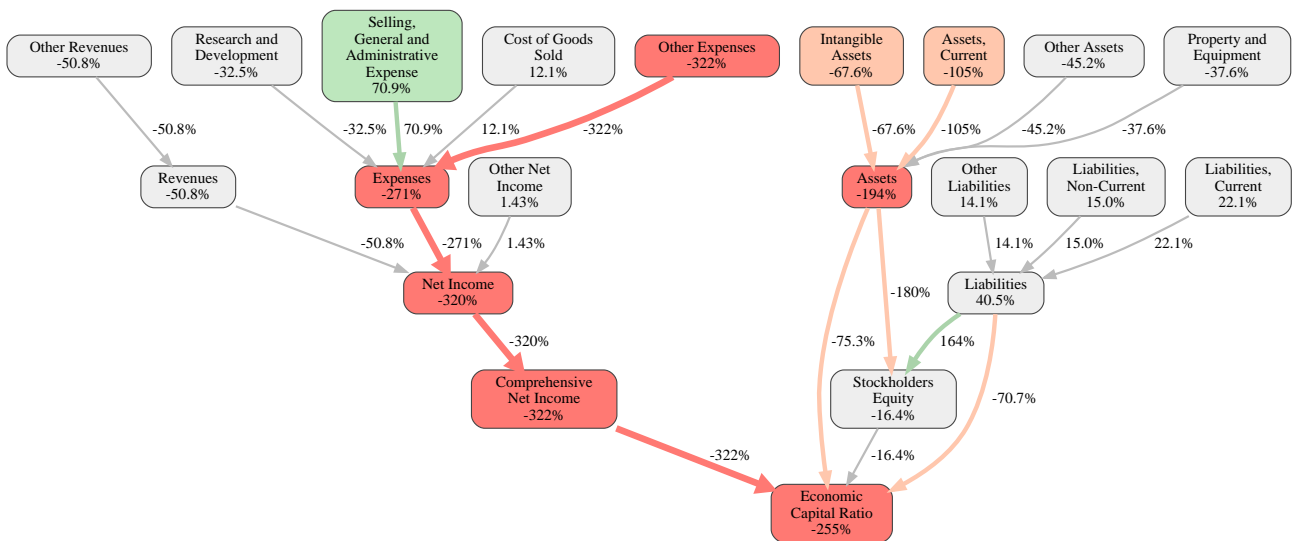 Other Revenues
-50.8%
Research and
Development
-32.5%
Selling,
General and
Administrative
Expense
70.9%
Cost of Goods
Sold
12.1%
Other Expenses
-322%
Intangible
Assets
-67.6%
Assets,
Current
-105%
Other Assets
-45.2%
Property and
Equipment
-37.6%
-50.8%
-32.5%
70.9%
12.1%
-322%
-67.6%
-105%
-45.2%
-37.6%
Revenues
-50.8%
Expenses
-271%
Other Net
Income
1.43%
Assets
-194%
Other
Liabilities
14.1%
Liabilities,
Non-Current
15.0%
Liabilities,
Current
22.1%
-50.8%
-271%
1.43%
14.1%
15.0%
22.1%
Net Income
-320%
Liabilities
40.5%
-180%
-320%
-75.3%
164%
Comprehensive
Net Income
-322%
Stockholders
Equity
-16.4%
-70.7%
-322%
-16.4%
Economic
Capital Ratio
-255%